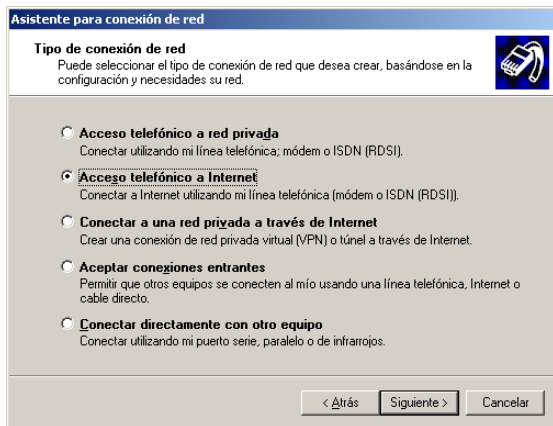 Asistente para conexión de red
Tipo de conexión de red
Puede seleccionar el tipo de conexión de red que desea crear, basándose en la
configuración y necesidades su red.
Acceso telefónico a red privada
Conectar utilizando mi línea telefónica; módem o ISDN (RDSI).
Acceso telefónico a Internet
Conectar a Internet utilizando mi línea telefónica (módem o ISDN (RDSI)).
Conectar a una red privada a través de Internet
Crear una conexión de red privada virtual (VPN) o túnel a través de Internet.
Aceptar conexiones entrantes
Permitir que otros equipos se conecten al mío usando una línea telefónica, Internet o
cable directo.
Conectar directamente con otro equipo
Conectar utilizando mi puerto serie, paralelo o de infrarrojos.
< Atrás Siguiente > Cancelar